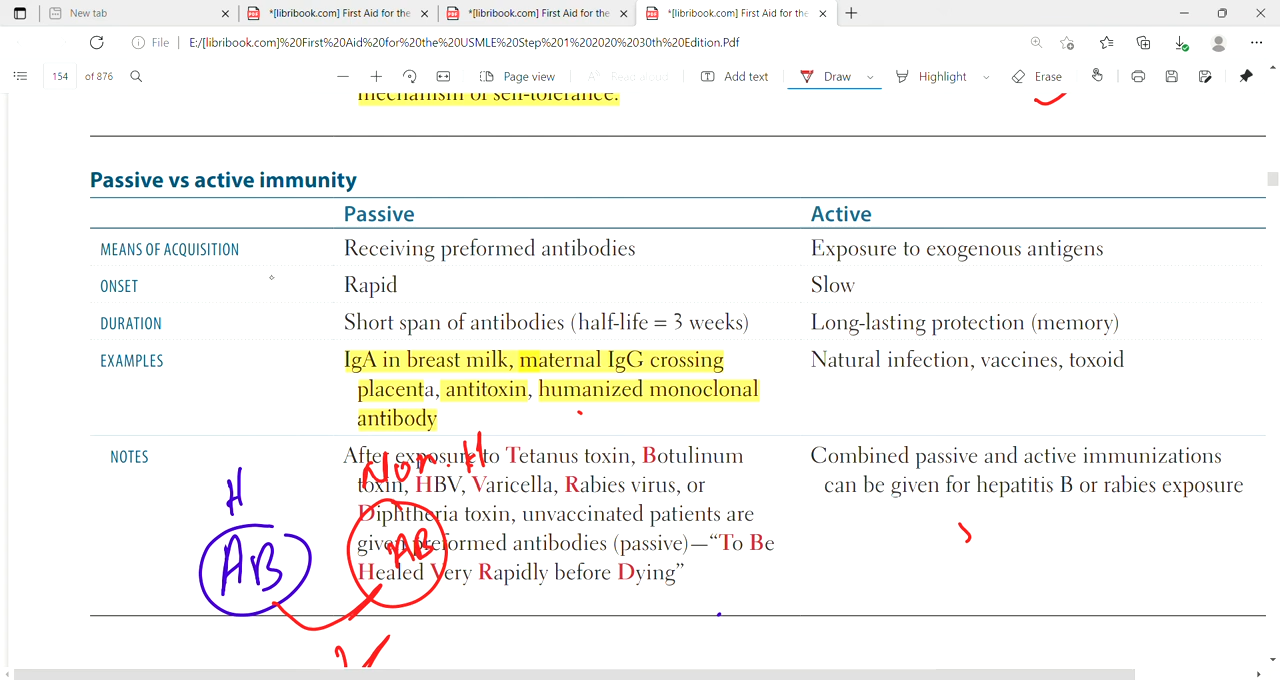 New tab
*[libribook.com] First Aid for the
*[libribook.com] First Aid for the
*[libribook.com] First Aid for the
File
E:/[libribook.com]%20First%20Aid%20for%20the%20USMLE%20Step%201%202020%2030th%20Edition.Pdf
154 of 876
Page view
Read aloud
Add text
Draw
Highlight
Erase
mechanism of self-tolerance.
Passive vs active immunity
Passive Active
MEANS OF ACQUISITION Receiving preformed antibodies Exposure to exogenous antigens
ONSET Rapid Slow
DURATION Short span of antibodies (half-life = 3 weeks) Long-lasting protection (memory)
EXAMPLES IgA in breast milk, maternal IgG crossing Natural infection, vaccines, toxoid
placenta, antitoxin, humanized monoclonal
antibody
NOTES After exposure to Tetanus toxin, Botulinum Combined passive and active immunizations
toxin, HBV, Varicella, Rabies virus, or can be given for hepatitis B or rabies exposure
Diphtheria toxin, unvaccinated patients are
given preformed antibodies (passive)—“To Be
Healed Very Rapidly before Dying”
Non. H
H
AB
AB